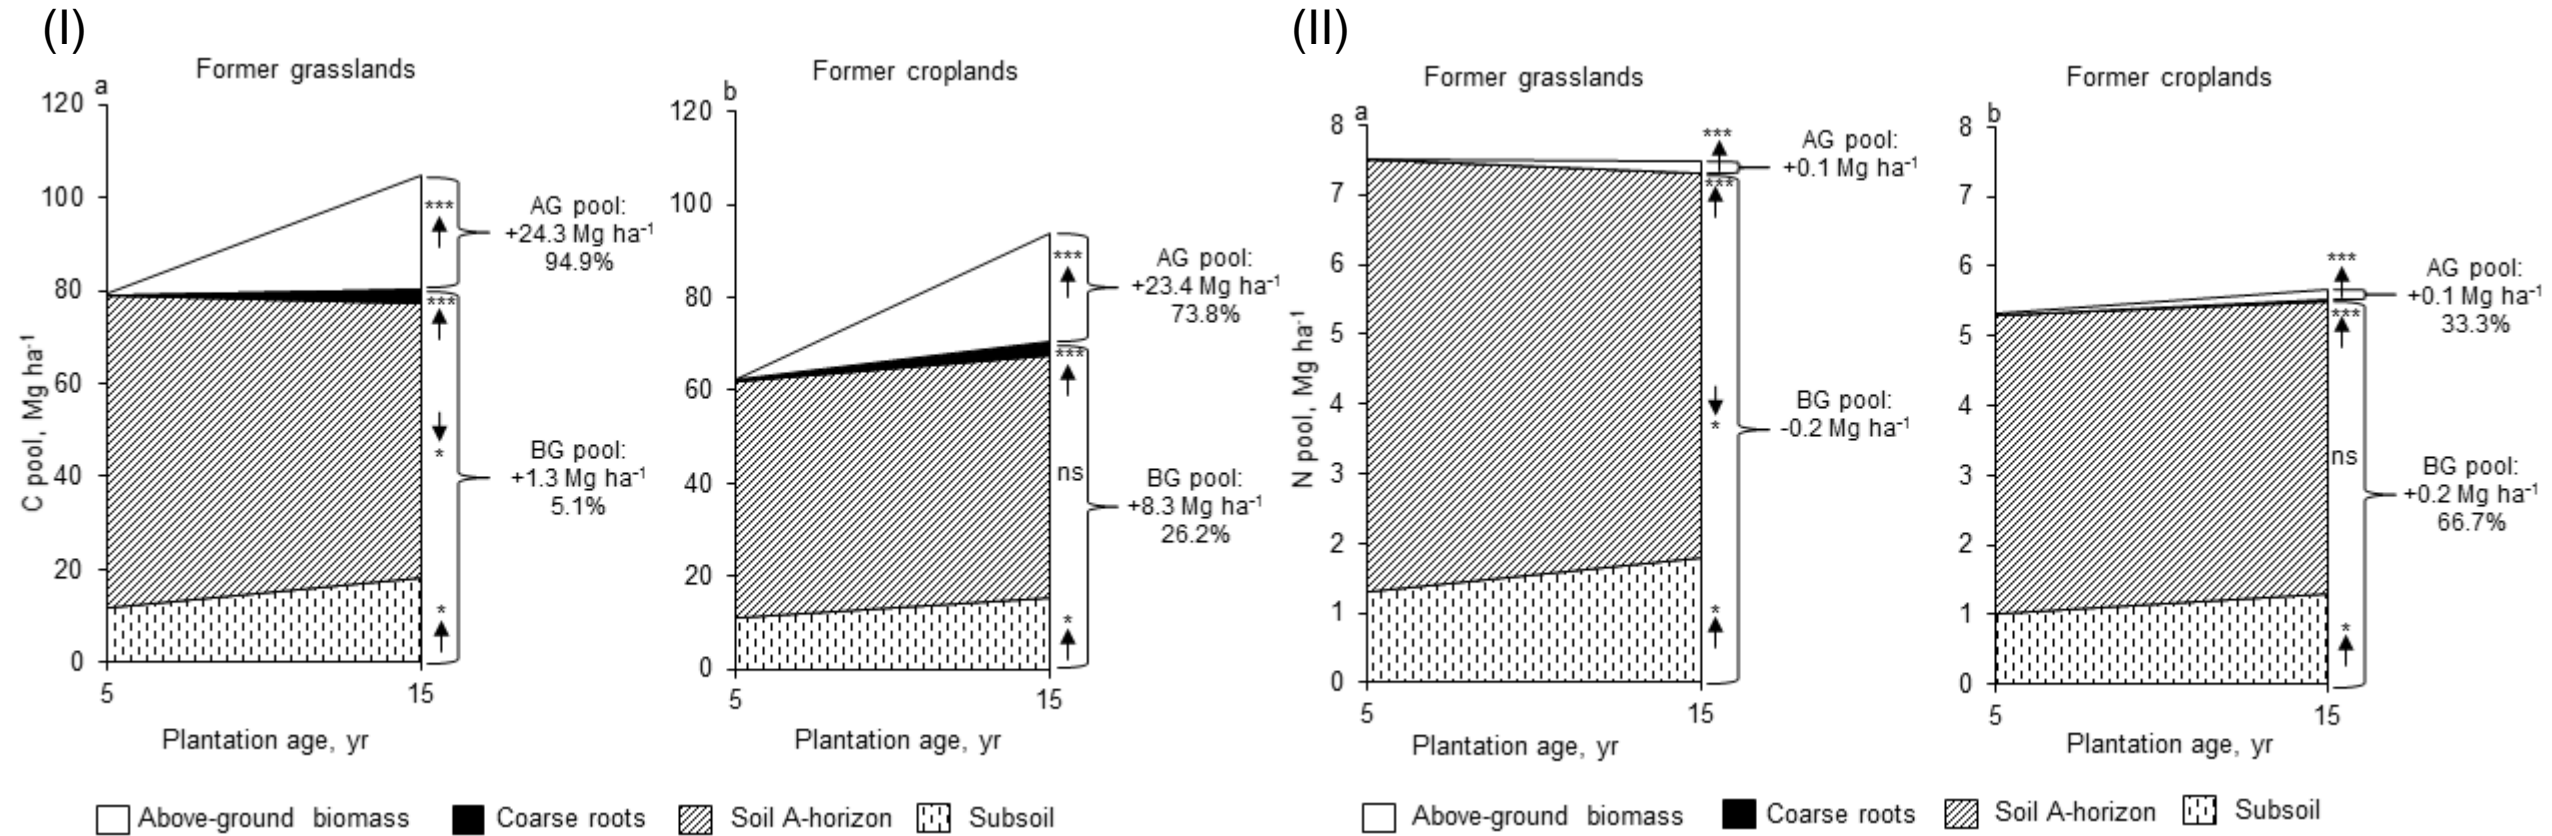 (I)
Former grasslands
a
120
100
80
60
40
20
0
C pool, Mg ha-1
5
15
Plantation age, yr
***
AG pool:
+24.3 Mg ha-1
94.9%
***
*
BG pool:
+1.3 Mg ha-1
5.1%
*
Former croplands
b
120
100
80
60
40
20
0
5
15
Plantation age, yr
***
AG pool:
+23.4 Mg ha-1
73.8%
***
ns
BG pool:
+8.3 Mg ha-1
26.2%
*
Above-ground biomass
Coarse roots
Soil A-horizon
Subsoil
(II)
Former grasslands
a
8
7
6
5
4
3
2
1
0
N pool, Mg ha-1
5
15
Plantation age, yr
***
AG pool:
+0.1 Mg ha-1
***
*
BG pool:
-0.2 Mg ha-1
*
Former croplands
b
8
7
6
5
4
3
2
1
0
5
15
Plantation age, yr
***
AG pool:
+0.1 Mg ha-1
33.3%
***
ns
BG pool:
+0.2 Mg ha-1
66.7%
*
Above-ground biomass
Coarse roots
Soil A-horizon
Subsoil